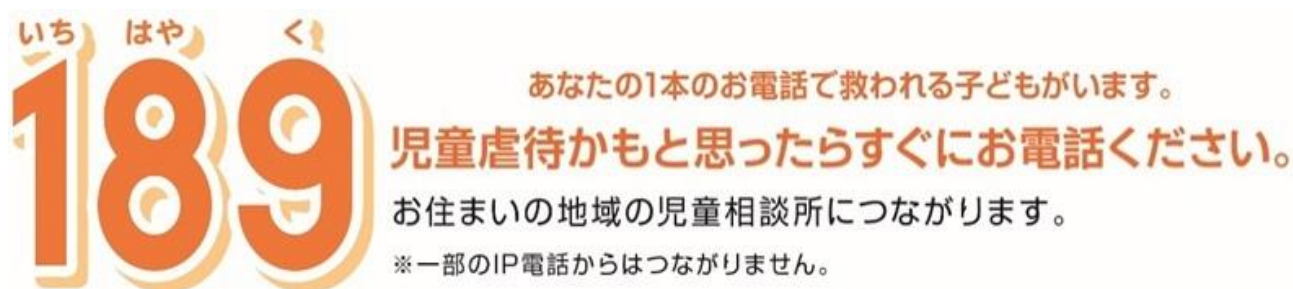 いち はや く
189
あなたの1本のお電話で救われる子どもがいます。
児童虐待かもと思ったらすぐにお電話ください。
お住まいの地域の児童相談所につながります。
※一部のIP電話からはつながりません。